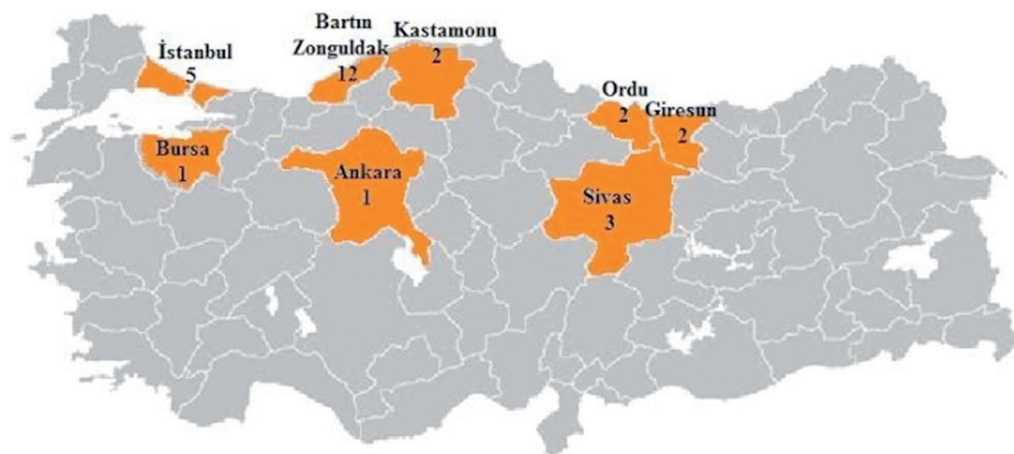 İstanbul
5
Bartın
Zonguldak
12
Kastamonu
2
Ordu
2
Giresun
2
Bursa
1
Ankara
1
Sivas
3